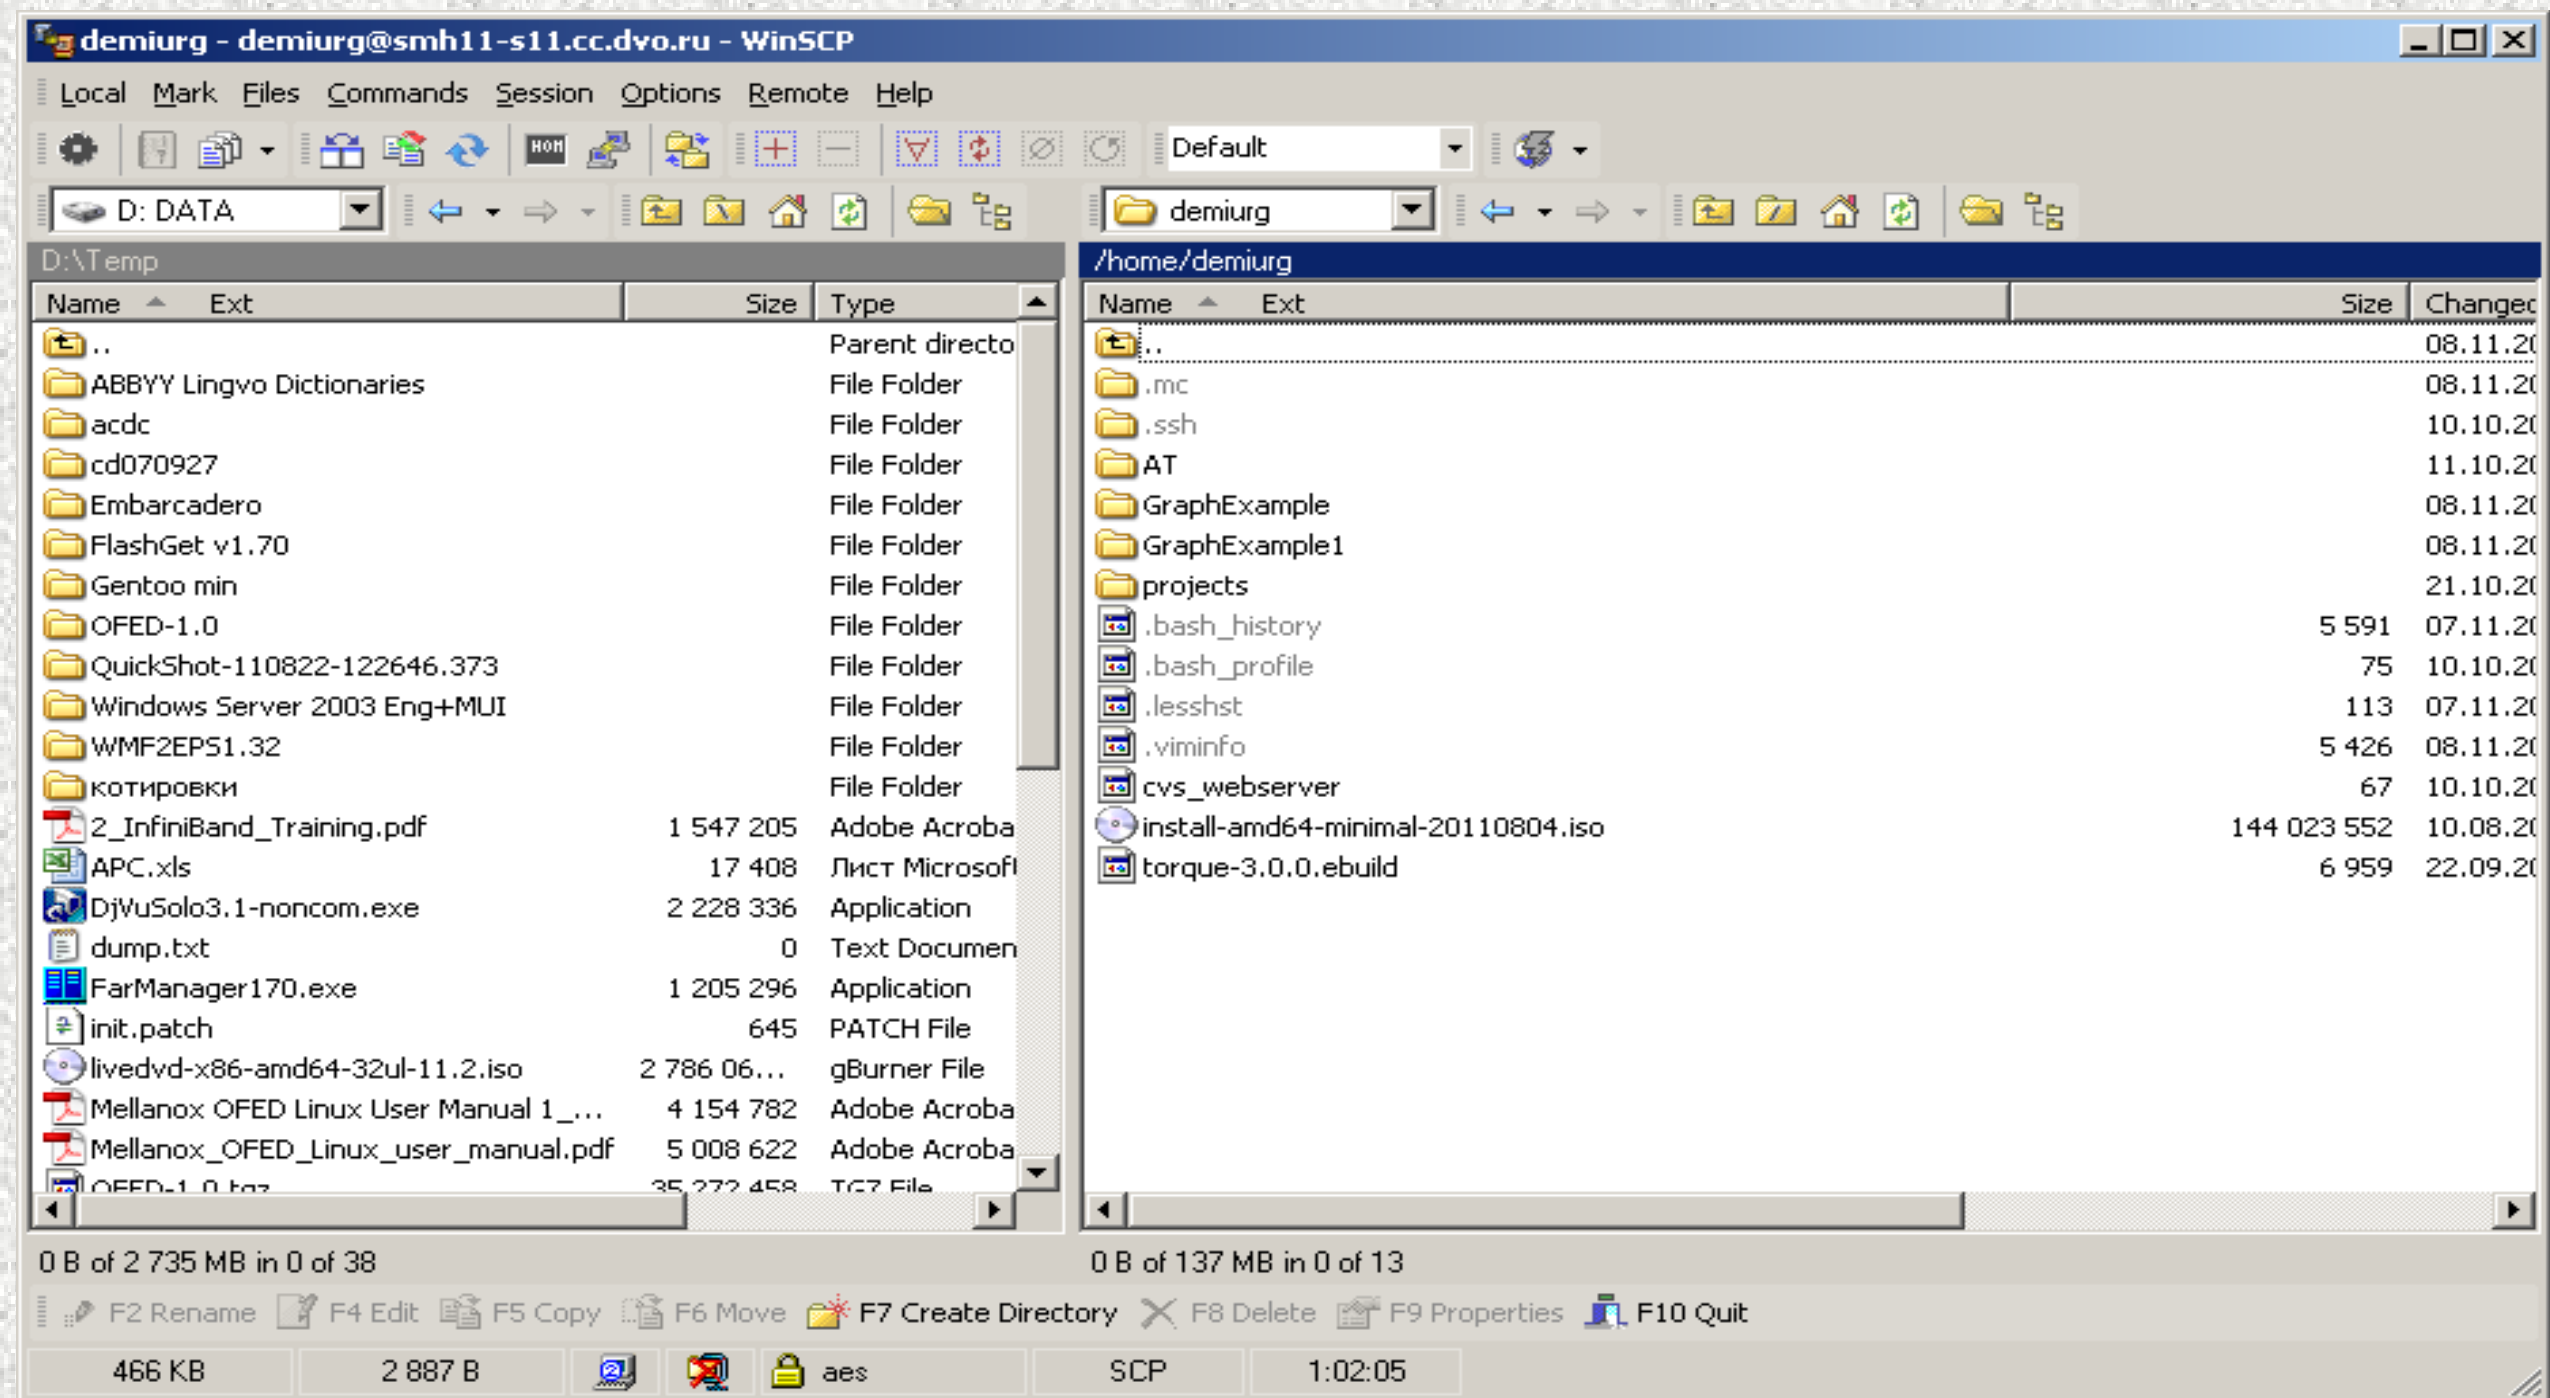 demiurg - demiurg@smh11-s11.cc.dvo.ru - WinSCP
Local Mark Files Commands Session Options Remote Help
Default
D: DATA
demiurg
D:\Temp
Name Ext Size Type
.. Parent directo
ABBYY Lingvo Dictionaries File Folder
acdc File Folder
cd070927 File Folder
Embarcadero File Folder
FlashGet v1.70 File Folder
Gentoo min File Folder
OFED-1.0 File Folder
QuickShot-110822-122646.373 File Folder
Windows Server 2003 Eng+MUI File Folder
WMF2EPS1.32 File Folder
котировки File Folder
2_InfiniBand_Training.pdf 1 547 205 Adobe Acroba
APC.xls 17 408 Лист Microsoft
DjVuSolo3.1-noncom.exe 2 228 336 Application
dump.txt 0 Text Documen
FarManager170.exe 1 205 296 Application
init.patch 645 PATCH File
livedvd-x86-amd64-32ul-11.2.iso 2 786 06... gBurner File
Mellanox OFED Linux User Manual 1_... 4 154 782 Adobe Acroba
Mellanox_OFED_Linux_user_manual.pdf 5 008 622 Adobe Acroba
OFED-1.0.tgz 35 272 458 TGZ File
0 B of 2 735 MB in 0 of 38
/home/demiurg
Name Ext Size Changed
.. 08.11.20
.mc 08.11.20
.ssh 10.10.20
AT 11.10.20
GraphExample 08.11.20
GraphExample1 08.11.20
projects 21.10.20
.bash_history 5 591 07.11.20
.bash_profile 75 10.10.20
.lesshst 113 07.11.20
.viminfo 5 426 08.11.20
cvs_webserver 67 10.10.20
install-amd64-minimal-20110804.iso 144 023 552 10.08.20
torque-3.0.0.ebuild 6 959 22.09.20
0 B of 137 MB in 0 of 13
F2 Rename F4 Edit F5 Copy F6 Move F7 Create Directory F8 Delete F9 Properties F10 Quit
466 KB 2 887 B aes SCP 1:02:05